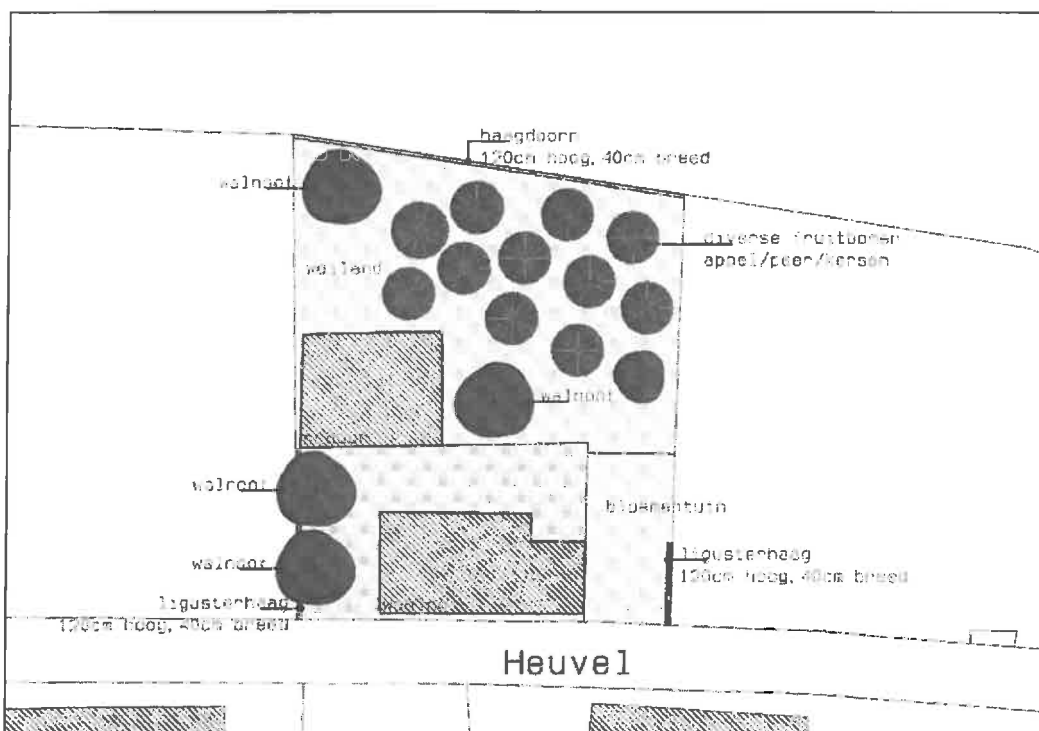 haagdoorn
120cm hoog, 40cm breed
walnoot
diverse fruitbomen
appel/peer/kersen
weiland
walnoot
walnoot
bloementuin
walnoot
ligusterhaag
120cm hoog, 40cm breed
ligusterhaag
120cm hoog, 40cm breed
Heuvel